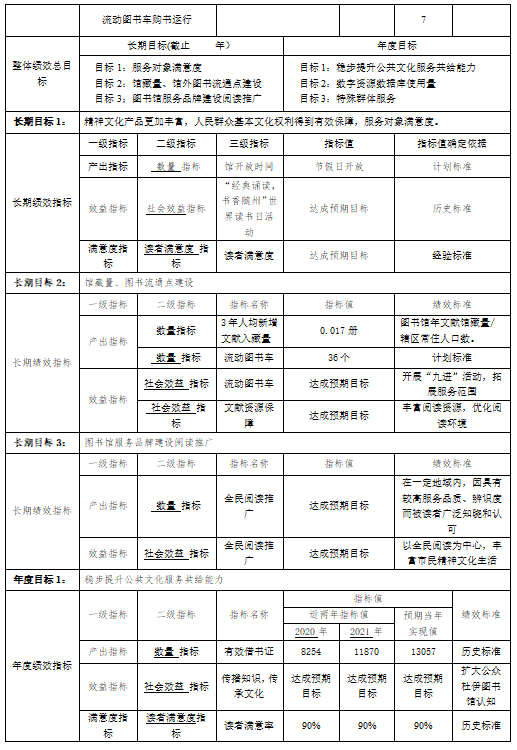 流动图书车购书运行 7
整体绩效总目标
长期目标(截止 年) 年度目标
目标 1：服务对象满意度
目标 2：馆藏量、馆外图书流通点建设
目标 3；图书馆服务品牌建设阅读推广
目标 1：稳步提升公共文化服务共给能力
目标 2：数字资源数据库使用量
目标 3：特殊群体服务
长期目标 1： 精神文化产品更加丰富，人民群众基本文化权利得到有效保障，服务对象满意度。
长期绩效指标
一级指标 二级指标 三级指标 指标值 指标值确定依据
产出指标 数量 指标 馆开放时间 节假日开放 计划标准
效益指标 社会效益指标 “经典诵读，书香随州”世界读书日活动 达成预期目标 历史标准
满意度指标 读者满意度 指标 读者满意度 达成预期目标 经验标准
长期目标 2： 馆藏量、图书流通点建设
长期绩效指标
一级指标 二级指标 指标名称 指标值 绩效标准
产出指标 数量指标 3 年人均新增文献入藏量 0.017 册 图书馆年文献馆藏量/辖区常住人口数。
数量 指标 流动图书车 36 个 计划标准
效益指标 社会效益 指标 流动图书车 达成预期目标 开展“九进”活动，拓展服务范围
社会效益 指标 文献资源保障 达成预期目标 丰富阅读资源，优化阅读环境
长期目标 3： 图书馆服务品牌建设阅读推广
长期绩效指标
一级指标 二级指标 指标名称 指标值 绩效标准
产出指标 数量 指标 全民阅读推广 达成预期目标 在一定地域内，因具有较高服务品质、辨识度而被读者广泛知晓和认可
效益指标 社会效益 指标 全民阅读推广 达成预期目标 以全民阅读为中心，丰富市民精神文化生活
年度目标 1： 稳步提升公共文化服务共给能力
年度绩效指标
一级指标 二级指标 指标名称 指标值 绩效标准
近两年指标值 预期当年实现值
2020 年 2021 年
产出指标 数量 指标 有效借书证 8254 11870 13057 历史标准
效益指标 社会效益 指标 传播知识，传承文化 达成预期目标 达成预期目标 达成预期目标 扩大公众杜伊图书馆认知
满意度指标 读者满意度指标 读者满意率 90% 90% 90% 历史标准